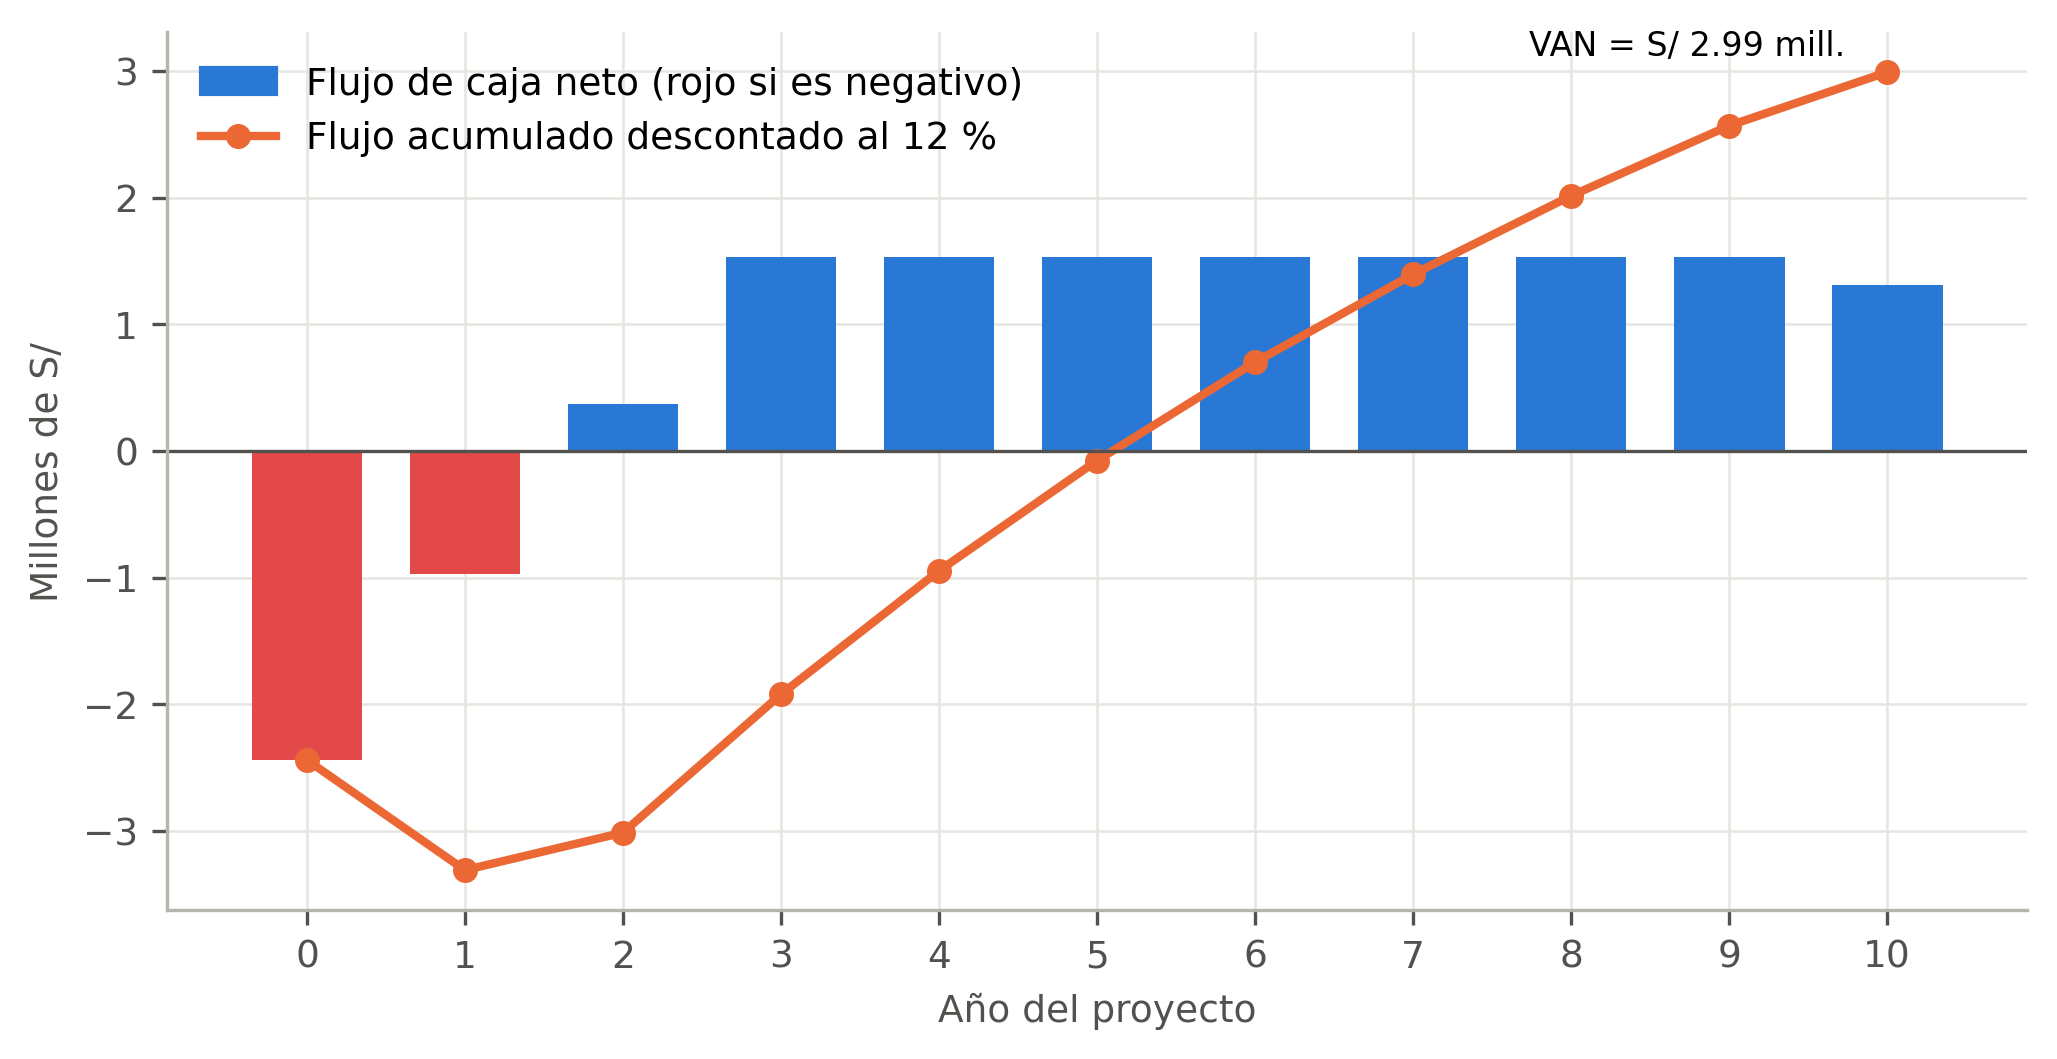 VAN = S/ 2.99 mill.
Flujo de caja neto (rojo si es negativo)
Flujo acumulado descontado al 12 %
3
2
1
0
−1
−2
−3
Millones de S/
0 1 2 3 4 5 6 7 8 9 10
Año del proyecto